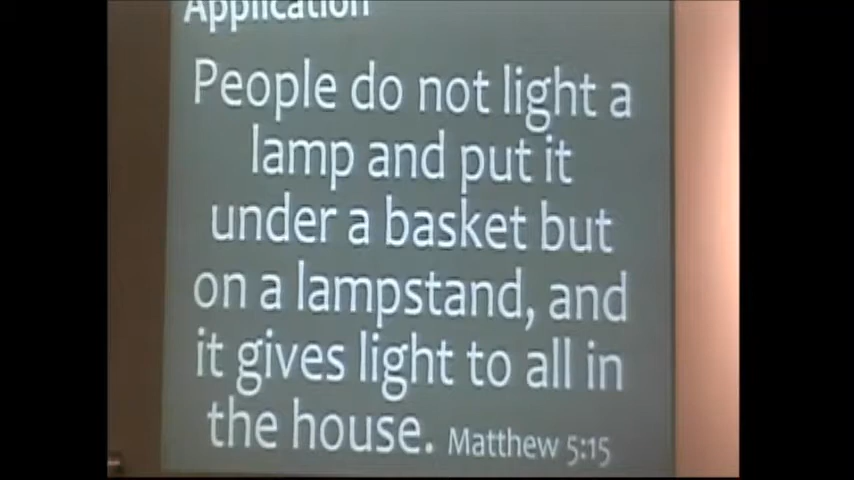 Application
People do not light a
lamp and put it
under a basket but
on a lampstand, and
it gives light to all in
the house. Matthew 5:15